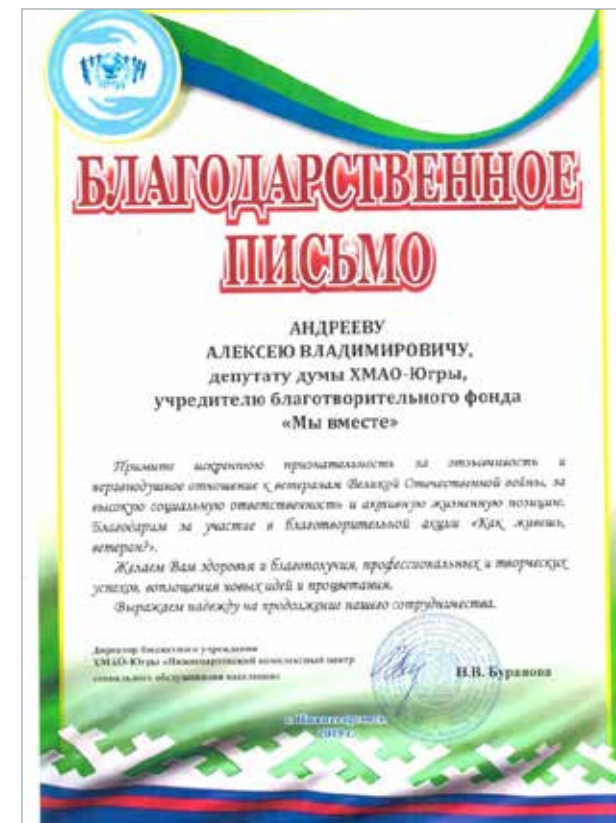 БЛАГОДАРСТВЕННОЕ
ПИСЬМО
АНДРЕЕВУ
АЛЕКСЕЮ ВЛАДИМИРОВИЧУ,
депутату думы ХМАО-Югры,
учредителю благотворительного фонда
«Мы вместе»
Примите искреннюю признательность за отзывчивость и
неравнодушное отношение к ветеранам Великой Отечественной войны, за
высокую социальную ответственность и активную жизненную позицию.
Благодарим за участие в благотворительной акции «Как живешь,
ветеран?».
Желаем Вам здоровья и благополучия, профессиональных и творческих
успехов, воплощения новых идей и процветания.
Выражаем надежду на продолжение нашего сотрудничества.
Директор бюджетного учреждения
ХМАО-Югры «Нижневартовский комплексный центр
социального обслуживания населения»
Н.В. Буранова
г. Нижневартовск
2019 г.